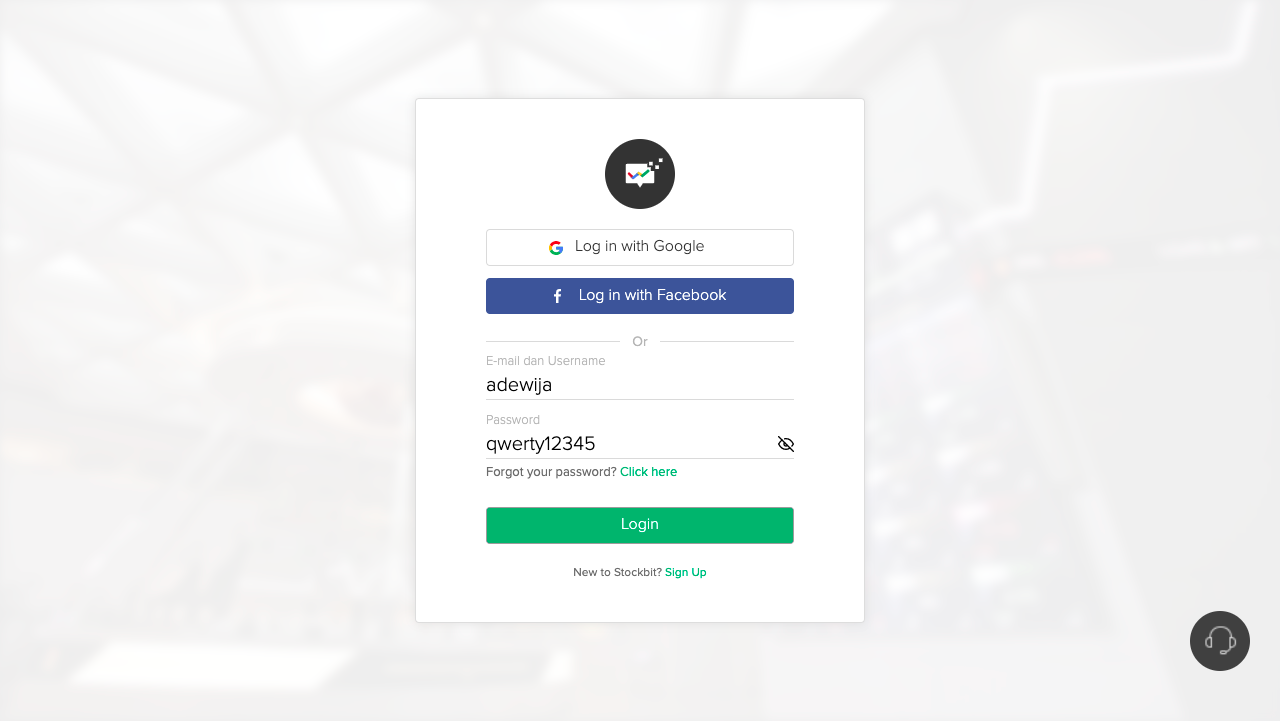 Log in with Google
Log in with Facebook
Or
E-mail dan Username
adewija
Password
qwerty12345
Forgot your password? Click here
Login
New to Stockbit? Sign Up